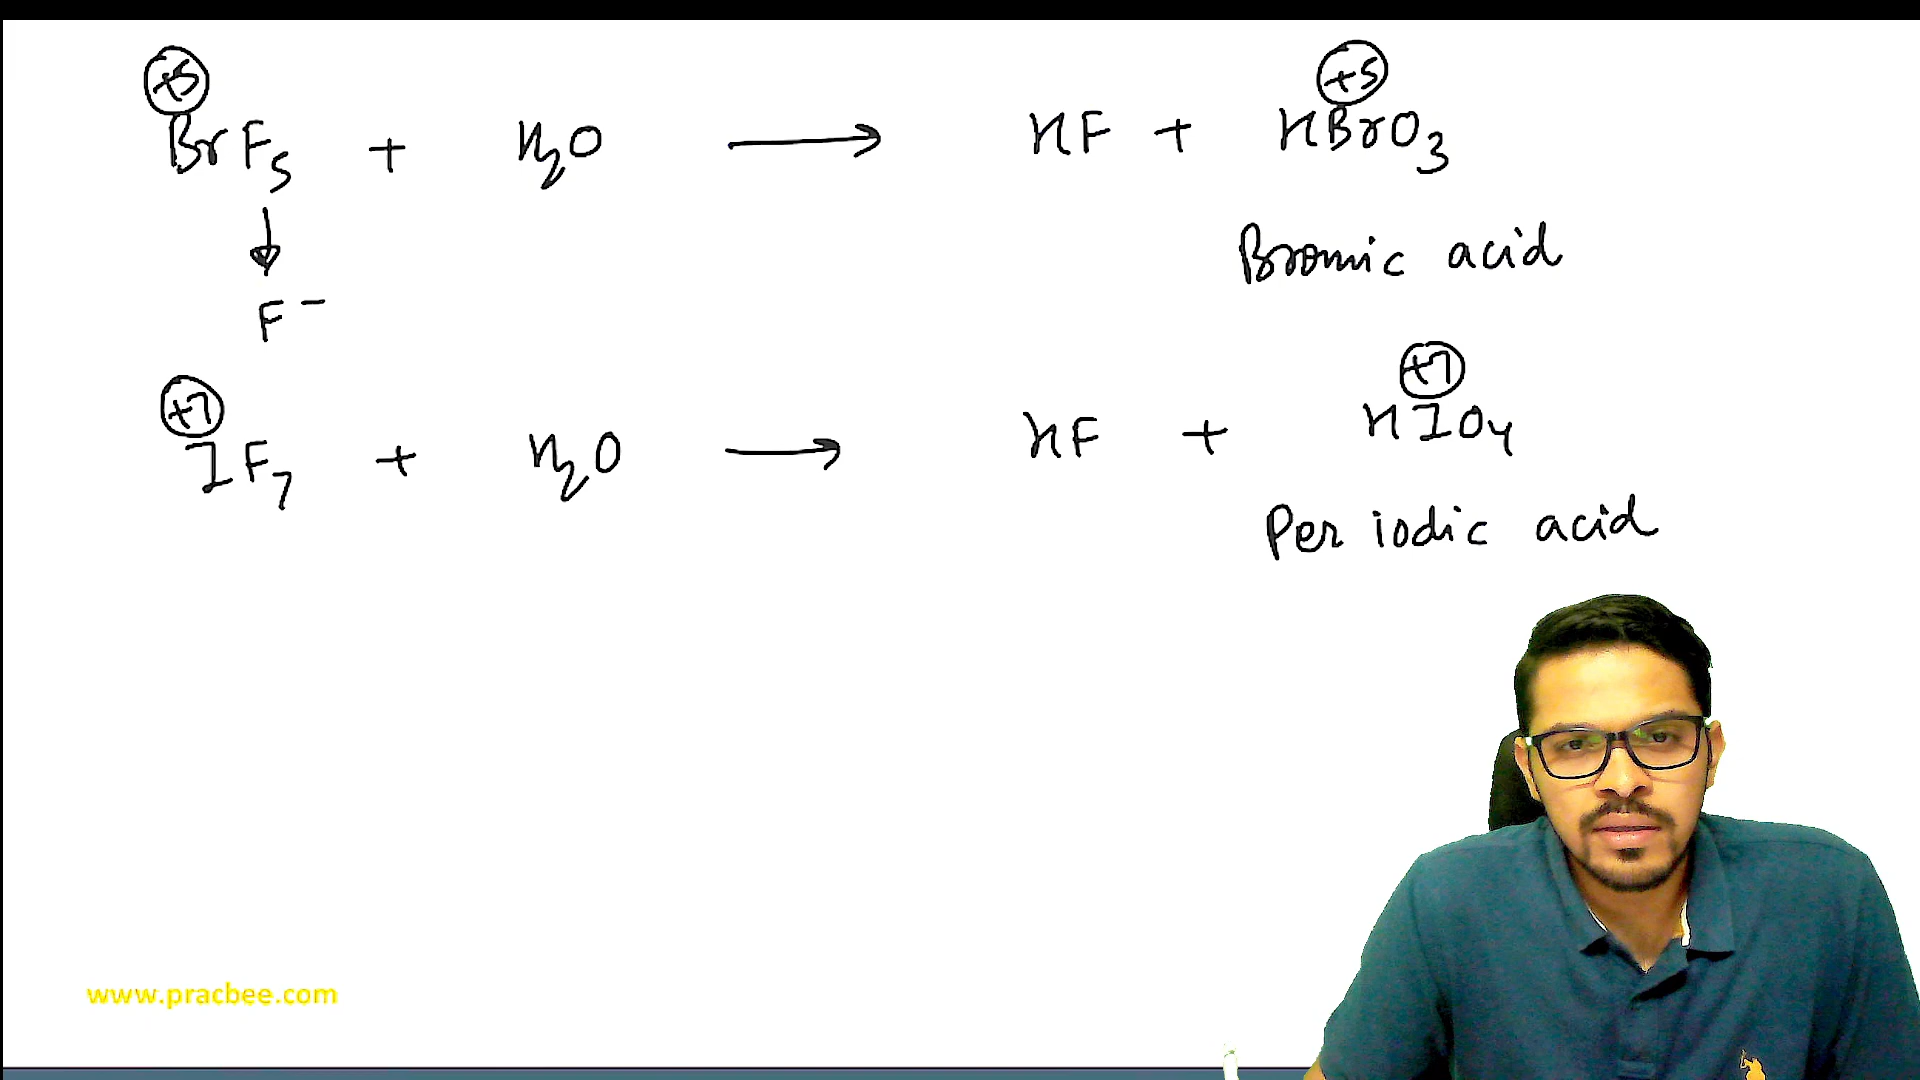 +5 +5
BrF5 + H2O ⟶ HF + HBrO3
↓ Bromic acid
F⁻
+7 +7
IF7 + H2O ⟶ HF + HIO4
Per iodic acid
www.pracbee.com